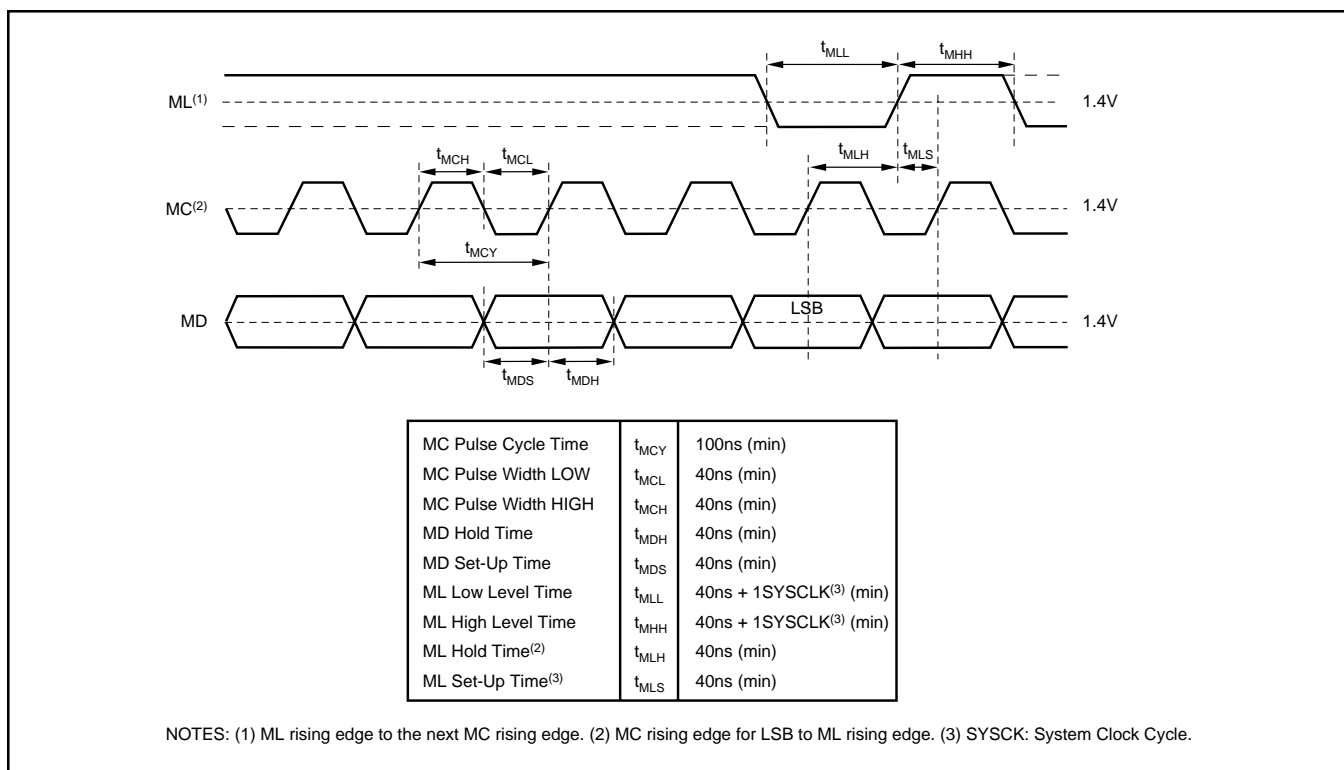 tMLL tMHH
ML(1) 1.4V
tMCH tMCL tMLH tMLS
MC(2) 1.4V
tMCY
MD LSB 1.4V
tMDS tMDH
MC Pulse Cycle Time tMCY 100ns (min)
MC Pulse Width LOW tMCL 40ns (min)
MC Pulse Width HIGH tMCH 40ns (min)
MD Hold Time tMDH 40ns (min)
MD Set-Up Time tMDS 40ns (min)
ML Low Level Time tMLL 40ns + 1SYSCLK(3) (min)
ML High Level Time tMHH 40ns + 1SYSCLK(3) (min)
ML Hold Time(2) tMLH 40ns (min)
ML Set-Up Time(3) tMLS 40ns (min)
NOTES: (1) ML rising edge to the next MC rising edge. (2) MC rising edge for LSB to ML rising edge. (3) SYSCK: System Clock Cycle.